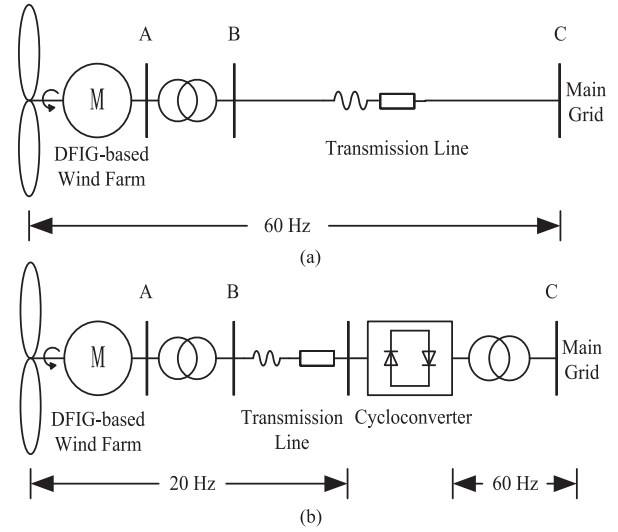 A
B
C
M
Main
Grid
DFIG-based
Wind Farm
Transmission Line
60 Hz
(a)
A
B
C
M
Main
Grid
DFIG-based
Wind Farm
Transmission
Line
Cycloconverter
20 Hz
60 Hz
(b)